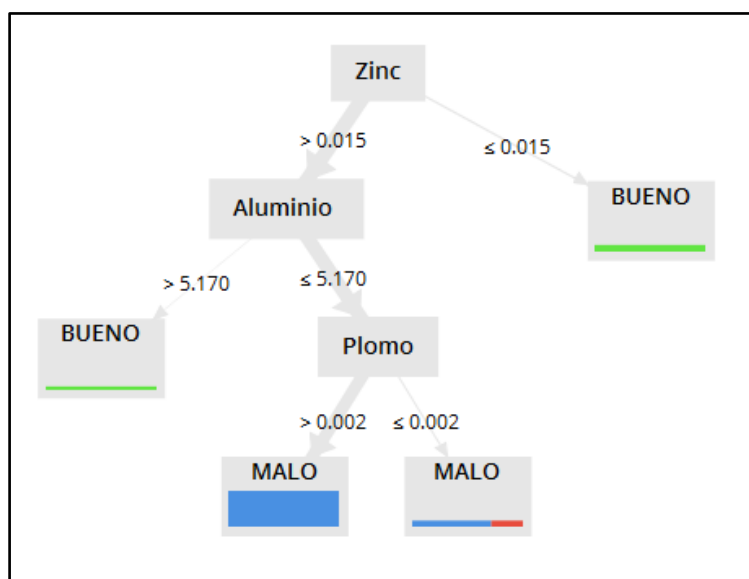 Zinc
> 0.015
≤ 0.015
Aluminio
BUENO
> 5.170
≤ 5.170
BUENO
Plomo
> 0.002
≤ 0.002
MALO
MALO